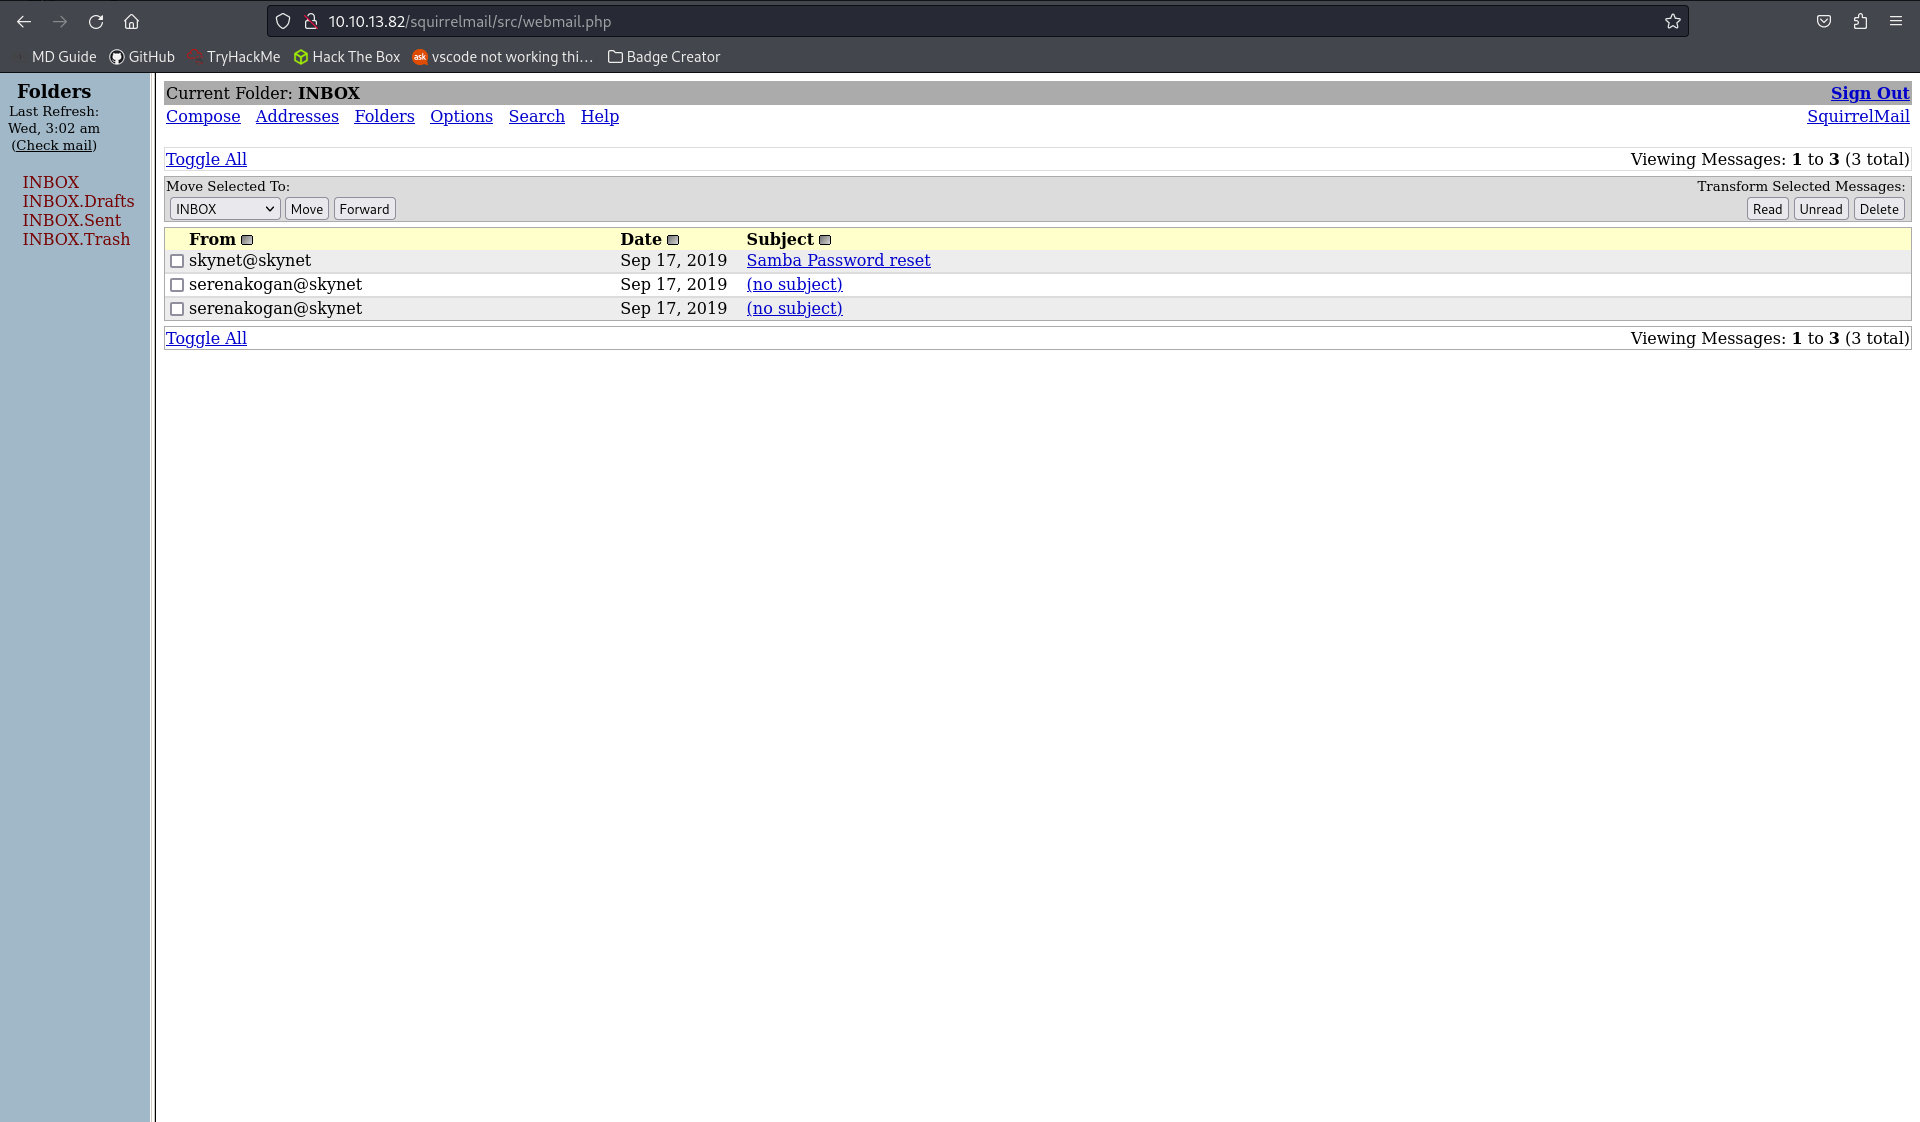 10.10.13.82/squirrelmail/src/webmail.php
MD Guide GitHub TryHackMe Hack The Box ask vscode not working thi... Badge Creator
Folders
Last Refresh:
Wed, 3:02 am
(Check mail)
INBOX
INBOX.Drafts
INBOX.Sent
INBOX.Trash
Current Folder: INBOX Sign Out
Compose Addresses Folders Options Search Help SquirrelMail
Toggle All Viewing Messages: 1 to 3 (3 total)
Move Selected To: Transform Selected Messages:
INBOX Move Forward Read Unread Delete
From Date Subject
skynet@skynet Sep 17, 2019 Samba Password reset
serenakogan@skynet Sep 17, 2019 (no subject)
serenakogan@skynet Sep 17, 2019 (no subject)
Toggle All Viewing Messages: 1 to 3 (3 total)